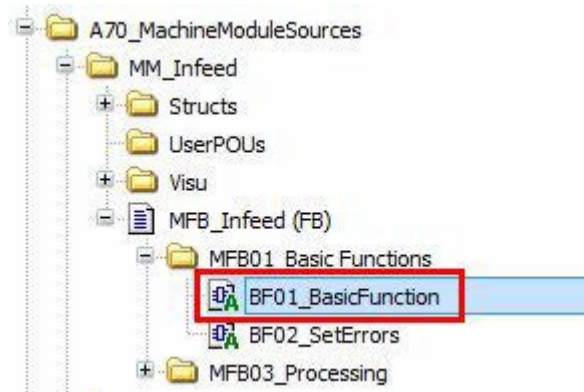 A70_MachineModuleSources
MM_Infeed
Structs
UserPOUs
Visu
MFB_Infeed (FB)
MFB01_Basic Functions
BF01_BasicFunction
BF02_SetErrors
MFB03_Processing